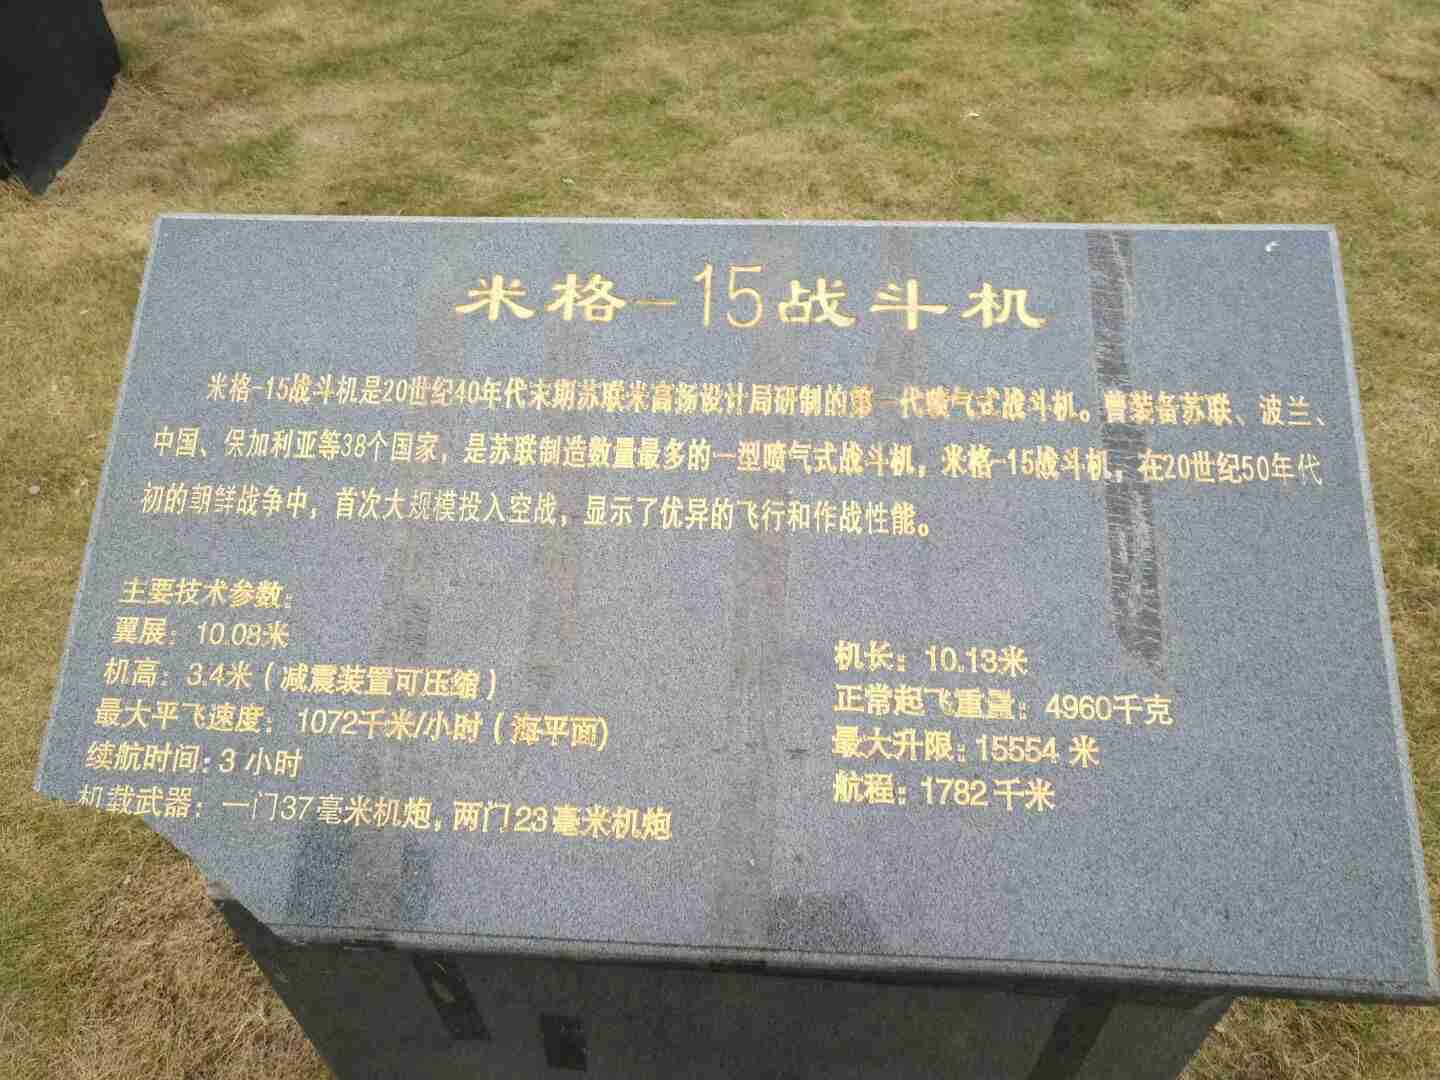 米格-15战斗机
米格-15战斗机是20世纪40年代末期苏联米高扬设计局研制的第一代喷气式战斗机。曾装备苏联、波兰、
中国、保加利亚等38个国家，是苏联制造数量最多的一型喷气式战斗机，米格-15战斗机，在20世纪50年代
初的朝鲜战争中，首次大规模投入空战，显示了优异的飞行和作战性能。
主要技术参数：
翼展：10.08米
机高：3.4米（减震装置可压缩）
最大平飞速度：1072千米/小时（海平面）
续航时间：3小时
机载武器：一门37毫米机炮，两门23毫米机炮
机长：10.13米
正常起飞重量：4960千克
最大升限：15554米
航程：1782千米